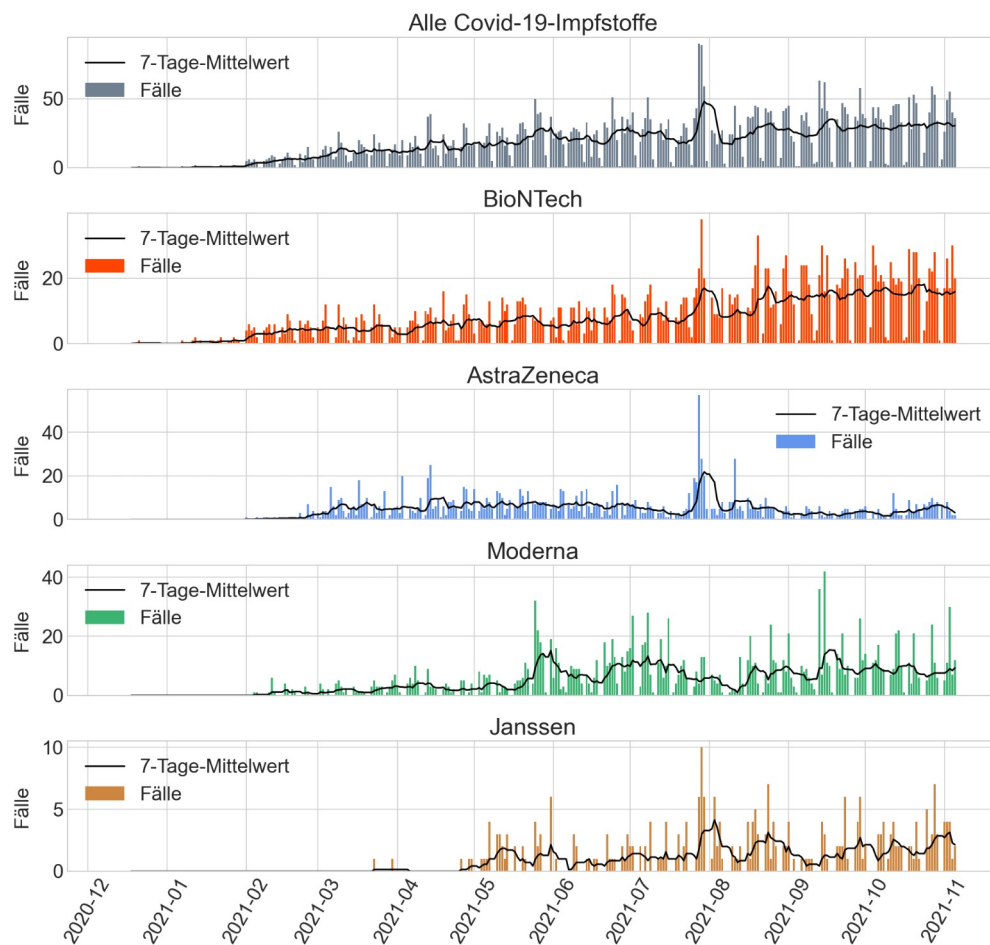 Alle Covid-19-Impfstoffe
Fälle
7-Tage-Mittelwert
Fälle
50
0
BioNTech
Fälle
7-Tage-Mittelwert
Fälle
20
0
AstraZeneca
Fälle
7-Tage-Mittelwert
Fälle
40
20
0
Moderna
Fälle
7-Tage-Mittelwert
Fälle
40
20
0
Janssen
Fälle
7-Tage-Mittelwert
Fälle
10
5
0
2020-12
2021-01
2021-02
2021-03
2021-04
2021-05
2021-06
2021-07
2021-08
2021-09
2021-10
2021-11